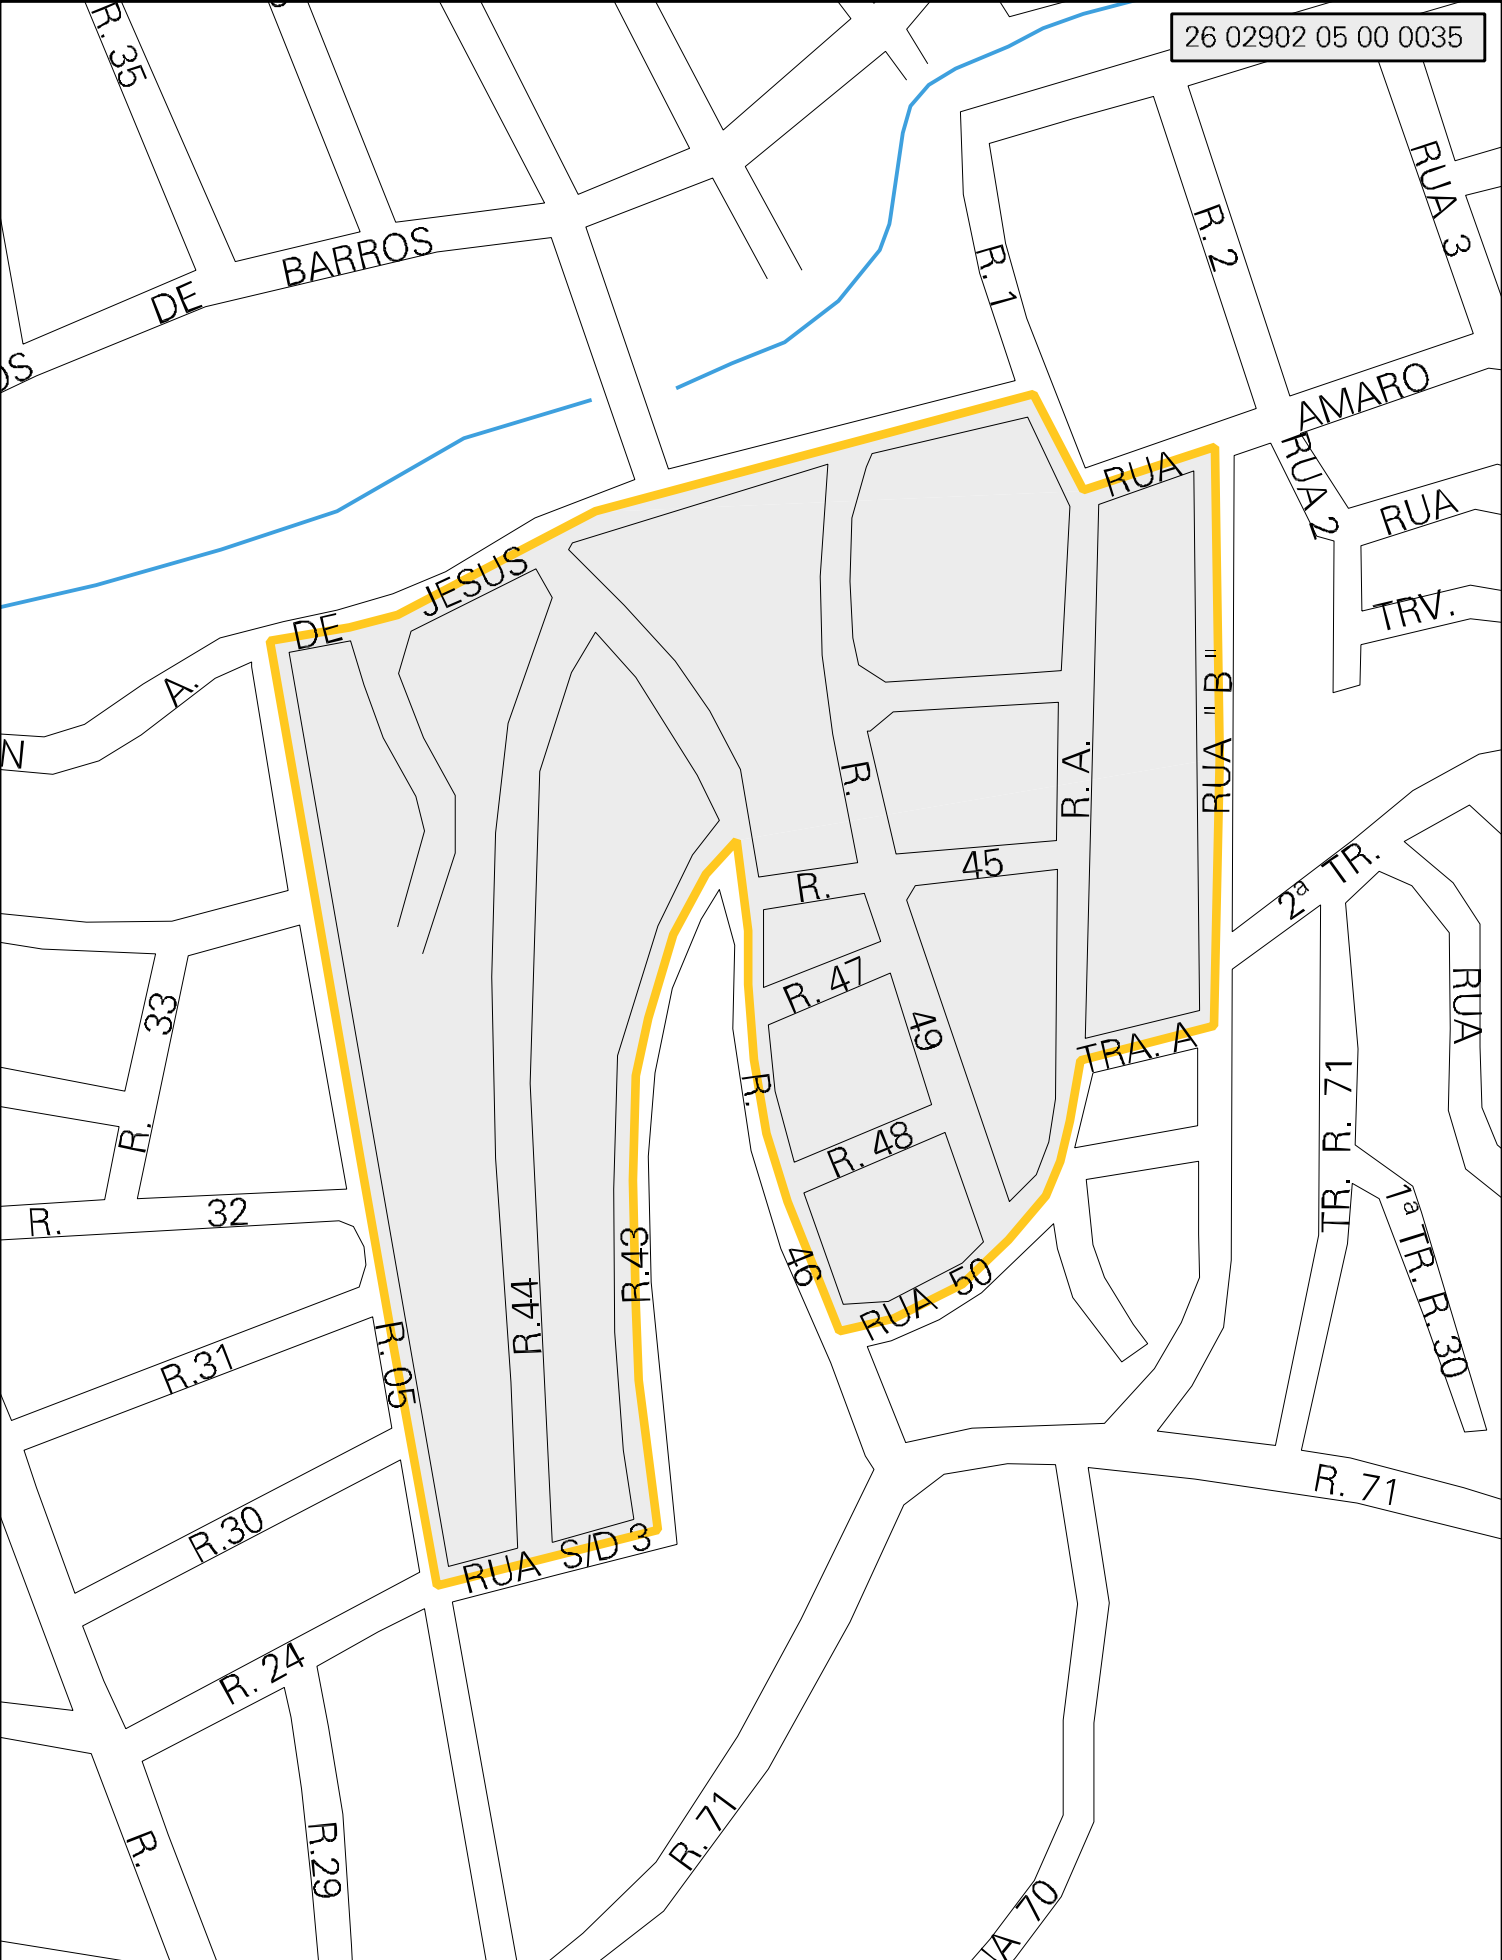 26 02902 05 00 0035
R. 35
DE BARROS
OS
R. 1
R. 2
RUA 3
AMARO
RUA
RUA 2
RUA
TRV.
DE JESUS
A.
N
RUA "B"
R. A.
R.
45
R.
2ª TR.
R. 47
33
R.
49
RUA
TRA. A
R. 71
TR.
R.
46
R. 48
R. 32
1ª TR. R. 30
R.43
RUA 50
R.44
R. 05
R.31
R. 71
R.30
RUA S/D 3
R. 24
R. 71
R.
R.29
70